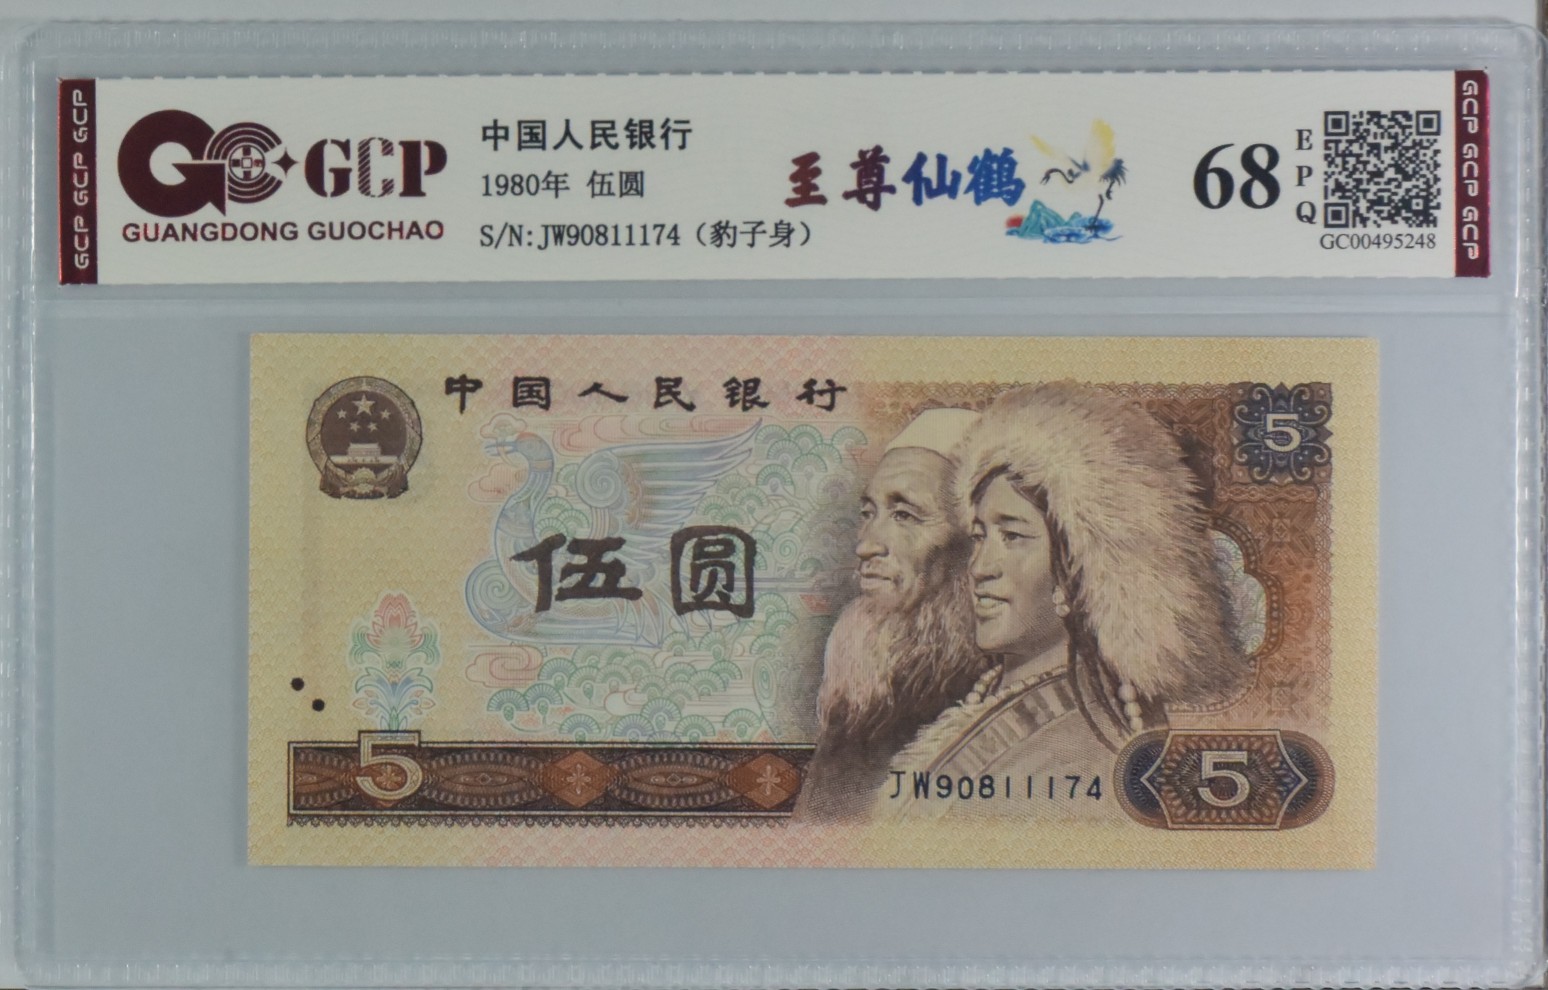 GCP GCP GCP
GCP
GUANGDONG GUOCHAO
中国人民银行
1980年 伍圆
S/N:JW90811174（豹子身）
至尊仙鹤
68
EPQ
GC00495248
GCP GCP GCP
中国人民银行
5
伍圆
5
JW90811174
5